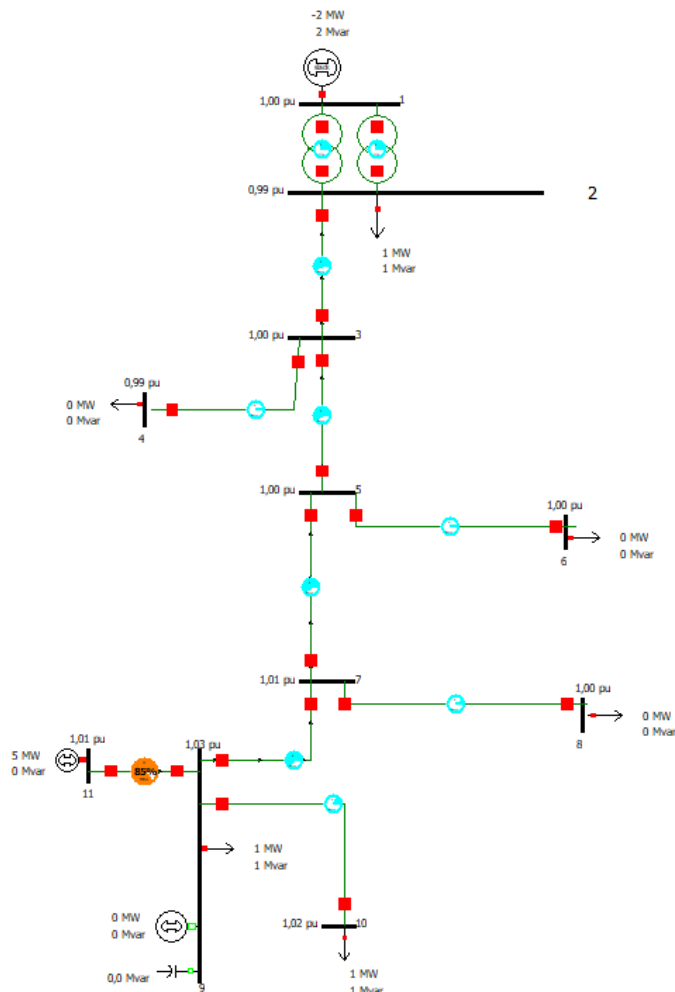 -2 MW
2 Mvar
slack
1,00 pu
1
0,99 pu
2
1 MW
1 Mvar
1,00 pu
3
0,99 pu
0 MW
0 Mvar
4
1,00 pu
5
1,00 pu
0 MW
0 Mvar
6
1,01 pu
7
1,00 pu
0 MW
0 Mvar
8
1,01 pu
1,03 pu
5 MW
0 Mvar
85%
11
1 MW
1 Mvar
0 MW
0 Mvar
1,02 pu
10
0,0 Mvar
9
1 MW
1 Mvar